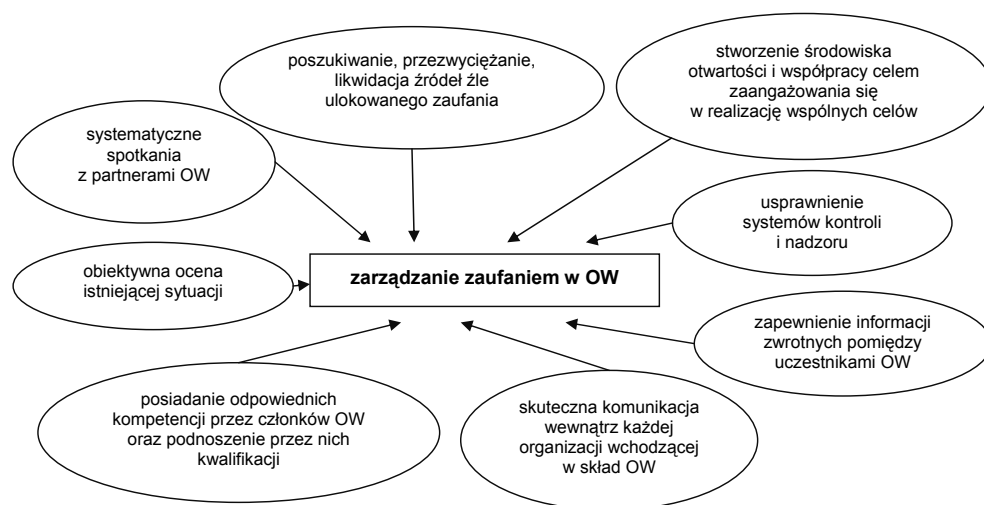 poszukiwanie, przezwyciężanie,
likwidacja źródeł źle
ulokowanego zaufania
stworzenie środowiska
otwartości i współpracy celem
zaangażowania się
w realizację wspólnych celów
systematyczne
spotkania
z partnerami OW
usprawnienie
systemów kontroli
i nadzoru
obiektywna ocena
istniejącej sytuacji
zarządzanie zaufaniem w OW
zapewnienie informacji
zwrotnych pomiędzy
uczestnikami OW
posiadanie odpowiednich
kompetencji przez członków OW
oraz podnoszenie przez nich
kwalifikacji
skuteczna komunikacja
wewnątrz każdej
organizacji wchodzącej
w skład OW